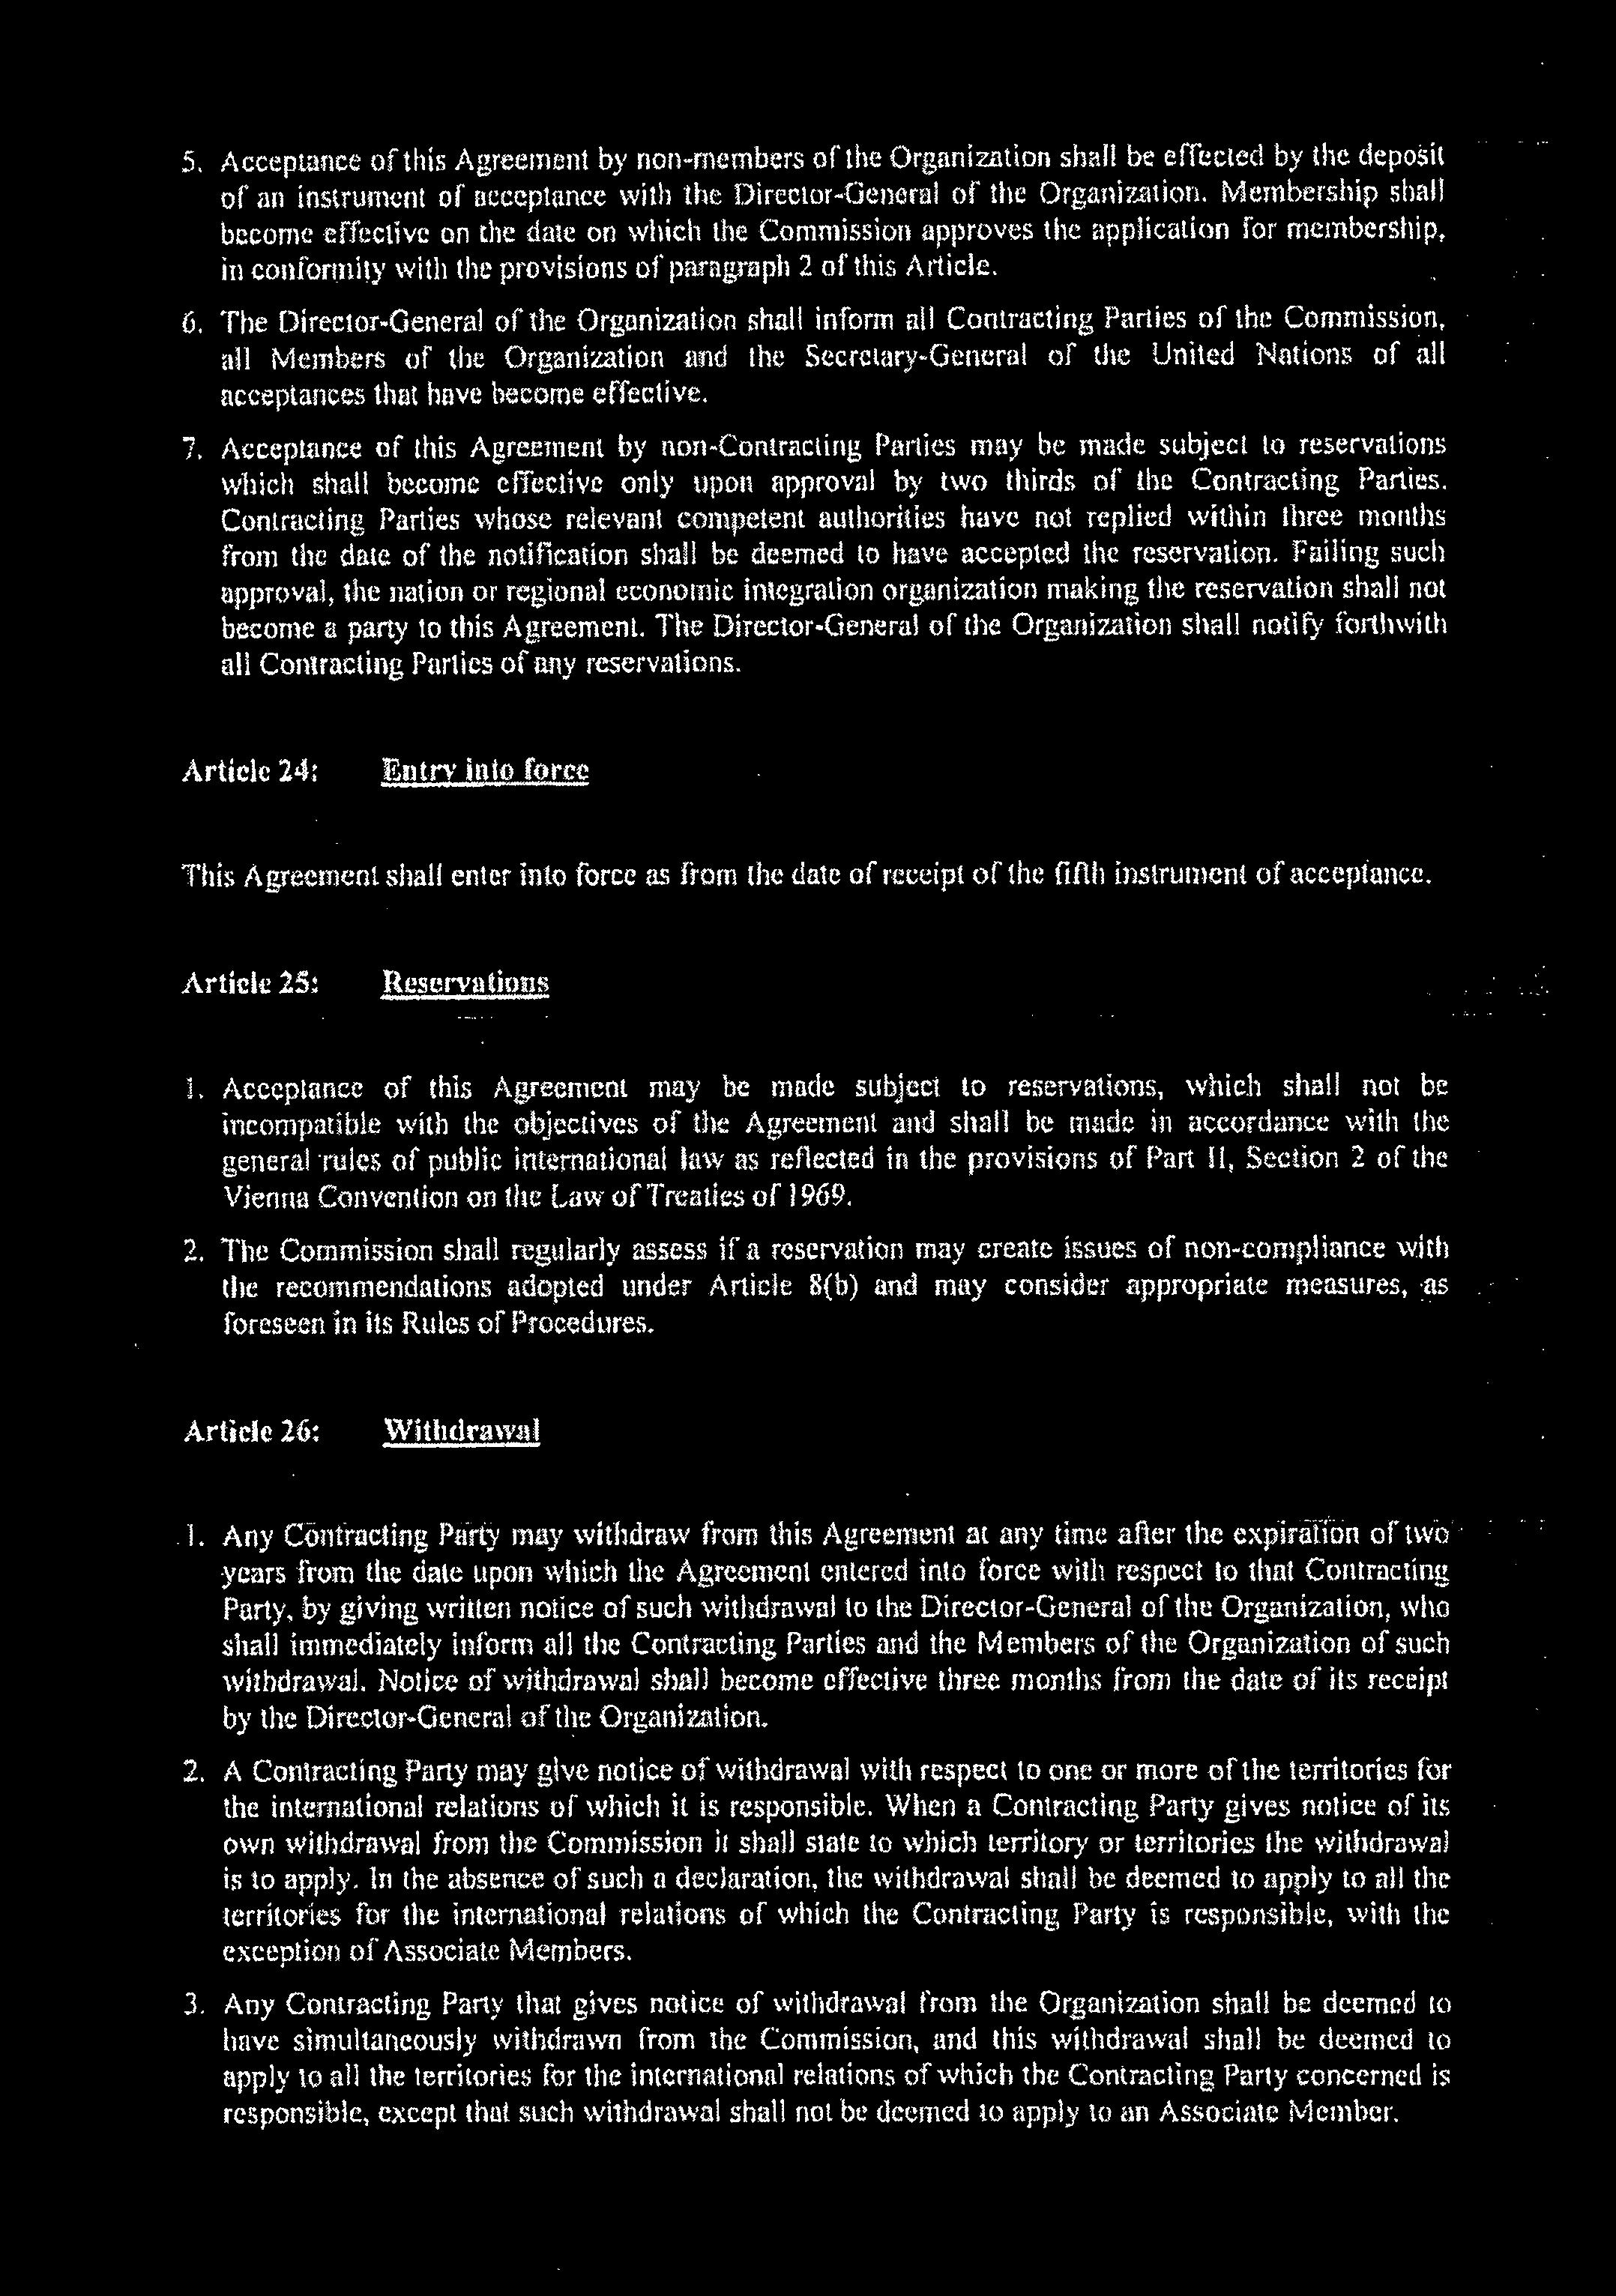 5. Acceptance of this Agreement by non-members of the Organization shall be effected by the deposit
of an instrument of acceptance with the Director-General of the Organization. Membership shall
become effective on the date on which the Commission approves the application for membership,
in conformity with the provisions of paragraph 2 of this Article.
6. The Director-General of the Organization shall inform all Contracting Parties of the Commission,
all Members of the Organization and the Secretary-General of the United Nations of all
acceptances that have become effective.
7. Acceptance of this Agreement by non-Contracting Parties may be made subject to reservations
which shall become effective only upon approval by two thirds of the Contracting Parties.
Contracting Parties whose relevant competent authorities have not replied within three months
from the date of the notification shall be deemed to have accepted the reservation. Failing such
approval, the nation or regional economic integration organization making the reservation shall not
become a party to this Agreement. The Director-General of the Organization shall notify forthwith
all Contracting Parties of any reservations.
Article 24: Entry into force
This Agreement shall enter into force as from the date of receipt of the fifth instrument of acceptance.
Article 25: Reservations
1. Acceptance of this Agreement may be made subject to reservations, which shall not be
incompatible with the objectives of the Agreement and shall be made in accordance with the
general rules of public international law as reflected in the provisions of Part II, Section 2 of the
Vienna Convention on the Law of Treaties of 1969.
2. The Commission shall regularly assess if a reservation may create issues of non-compliance with
the recommendations adopted under Article 8(b) and may consider appropriate measures, as
foreseen in its Rules of Procedures.
Article 26: Withdrawal
1. Any Contracting Party may withdraw from this Agreement at any time after the expiration of two
years from the date upon which the Agreement entered into force with respect to that Contracting
Party, by giving written notice of such withdrawal to the Director-General of the Organization, who
shall immediately inform all the Contracting Parties and the Members of the Organization of such
withdrawal. Notice of withdrawal shall become effective three months from the date of its receipt
by the Director-General of the Organization.
2. A Contracting Party may give notice of withdrawal with respect to one or more of the territories for
the international relations of which it is responsible. When a Contracting Party gives notice of its
own withdrawal from the Commission it shall state to which territory or territories the withdrawal
is to apply. In the absence of such a declaration, the withdrawal shall be deemed to apply to all the
territories for the international relations of which the Contracting Party is responsible, with the
exception of Associate Members.
3. Any Contracting Party that gives notice of withdrawal from the Organization shall be deemed to
have simultaneously withdrawn from the Commission, and this withdrawal shall be deemed to
apply to all the territories for the international relations of which the Contracting Party concerned is
responsible, except that such withdrawal shall not be deemed to apply to an Associate Member.